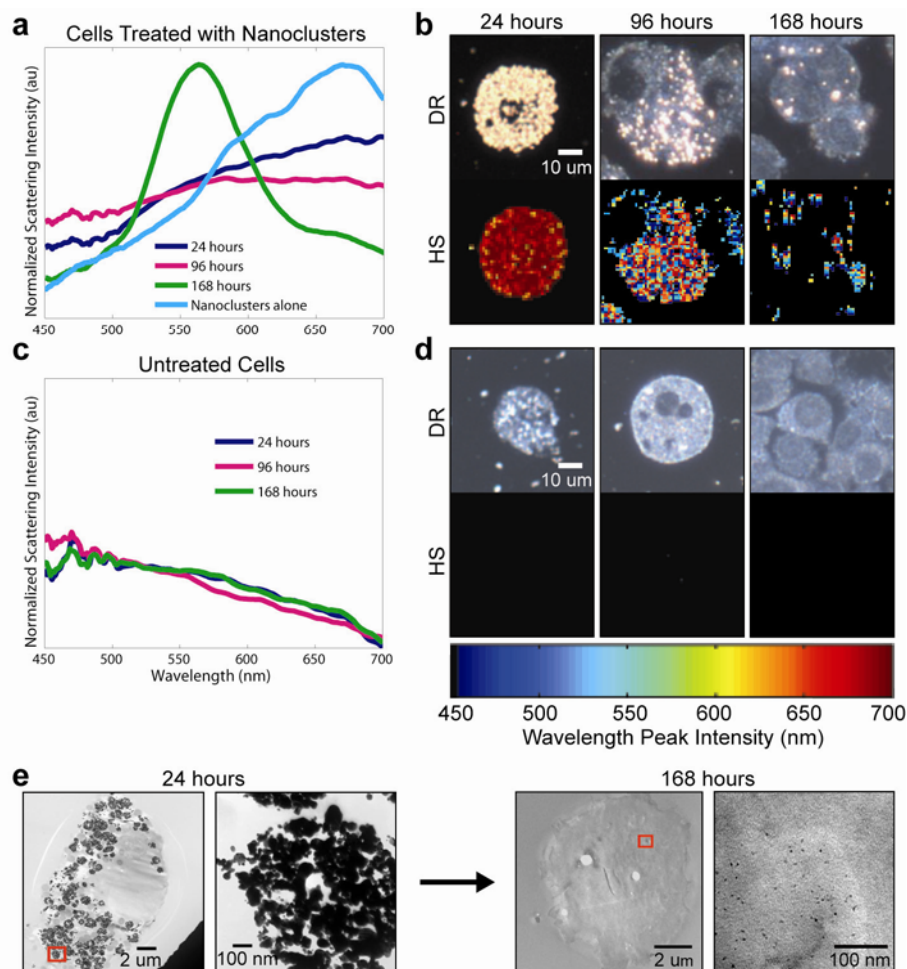 a
Cells Treated with Nanoclusters
Normalized Scattering Intensity (au)
24 hours
96 hours
168 hours
Nanoclusters alone
450 500 550 600 650 700
b
24 hours 96 hours 168 hours
DR
10 um
HS
c
Untreated Cells
Normalized Scattering Intensity (au)
24 hours
96 hours
168 hours
450 500 550 600 650 700
Wavelength (nm)
d
DR
10 um
HS
450 500 550 600 650 700
Wavelength Peak Intensity (nm)
e
24 hours
2 um
100 nm
168 hours
2 um
100 nm